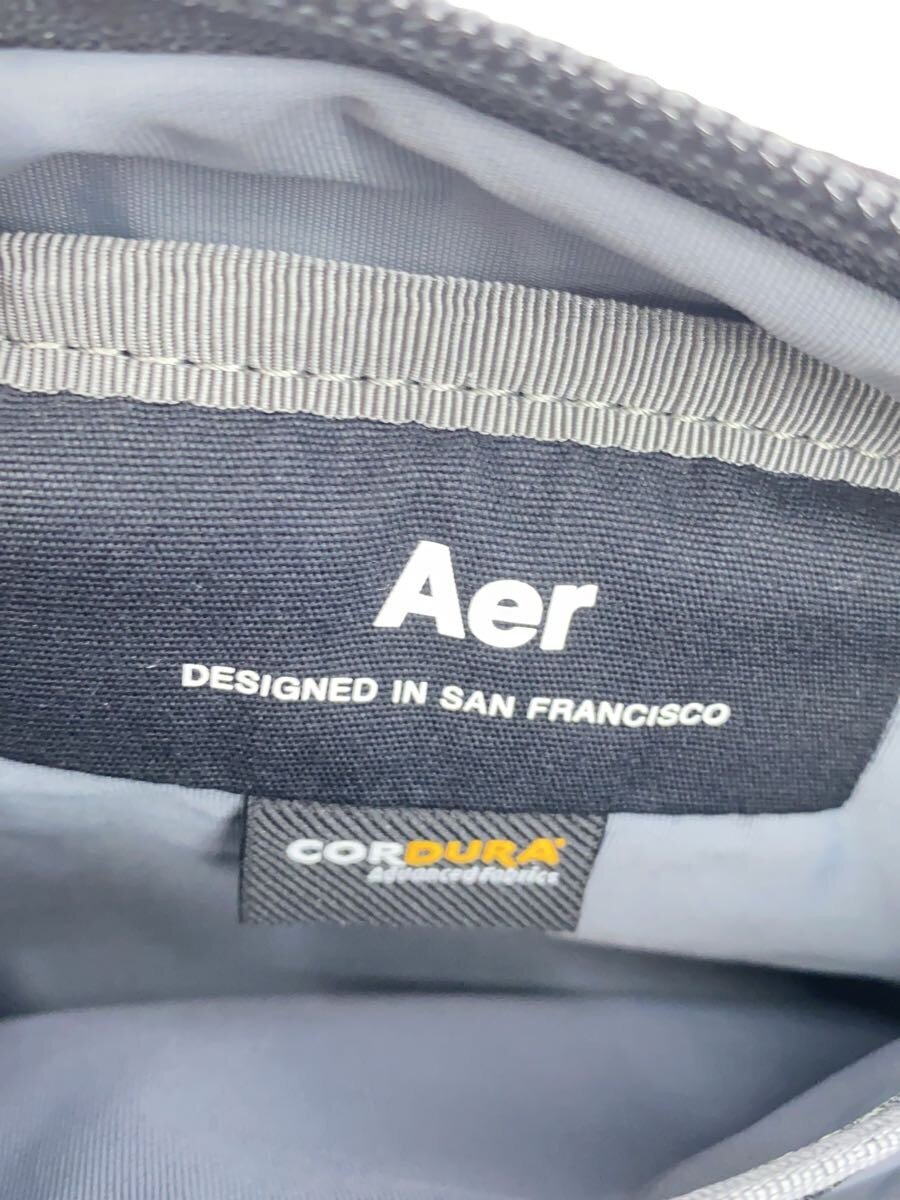 Aer
DESIGNED IN SAN FRANCISCO
CORDURA®
Advanced Fabrics